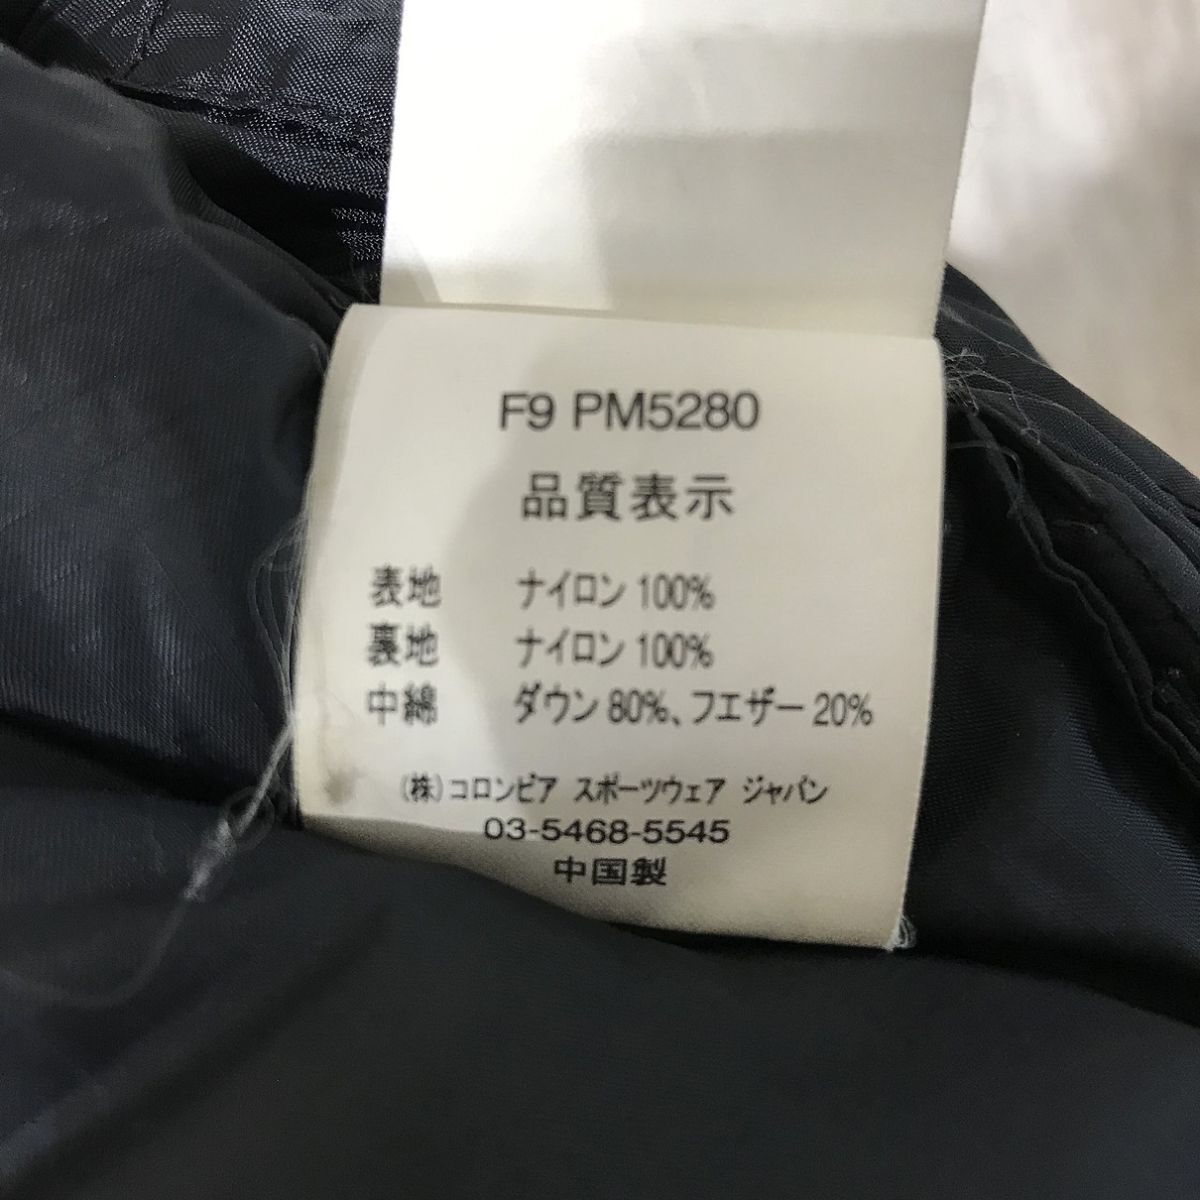 F9 PM5280
品質表示
表地 ナイロン 100%
裏地 ナイロン 100%
中綿 ダウン 80%、フエザー 20%
(株)コロンビア スポーツウェア ジャパン
03-5468-5545
中国製